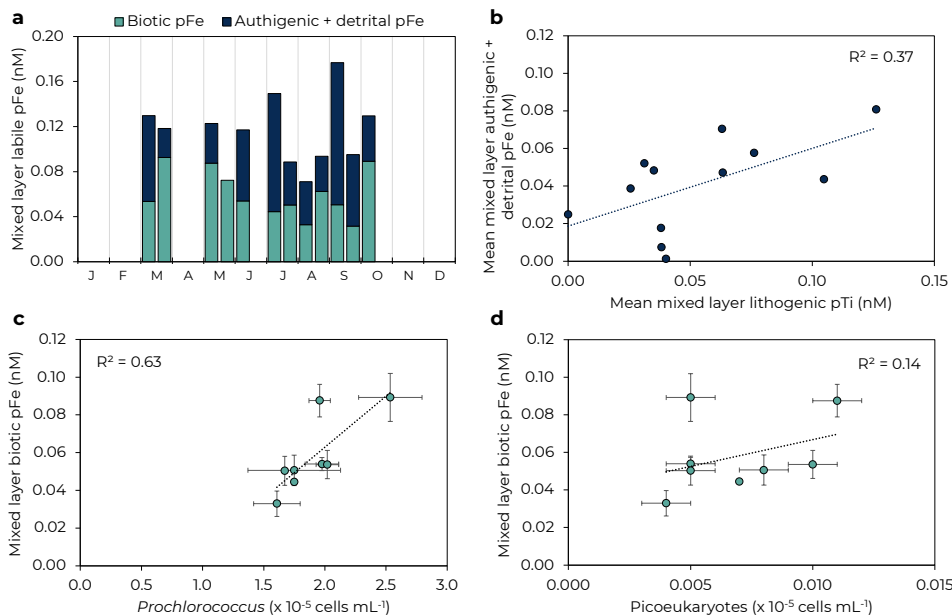 a
Biotic pFe
Authigenic + detrital pFe
Mixed layer labile pFe (nM)
0.20
0.16
0.12
0.08
0.04
0.00
J F M A M J J A S O N D
b
R² = 0.37
Mean mixed layer authigenic +
detrital pFe (nM)
0.12
0.10
0.08
0.06
0.04
0.02
0.00
0.00 0.05 0.10 0.15
Mean mixed layer lithogenic pTi (nM)
c
R² = 0.63
Mixed layer biotic pFe (nM)
0.12
0.10
0.08
0.06
0.04
0.02
0.00
0.0 0.5 1.0 1.5 2.0 2.5 3.0
Prochlorococcus (x 10⁻⁵ cells mL⁻¹)
d
R² = 0.14
Mixed layer biotic pFe (nM)
0.12
0.10
0.08
0.06
0.04
0.02
0.00
0.000 0.005 0.010 0.015
Picoeukaryotes (x 10⁻⁵ cells mL⁻¹)